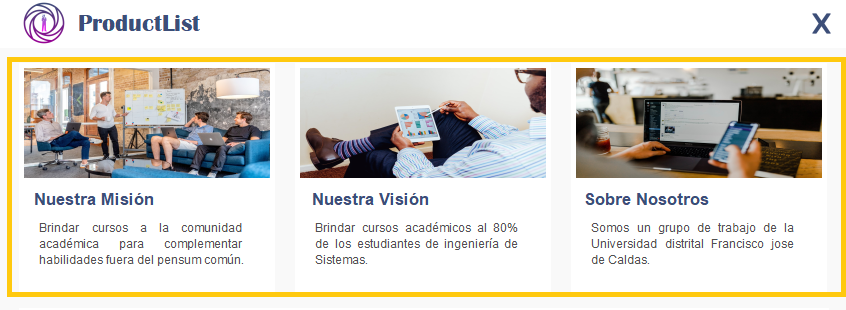 ProductList
X
Nuestra Misión
Brindar cursos a la comunidad
académica para complementar
habilidades fuera del pensum común.
Nuestra Visión
Brindar cursos académicos al 80%
de los estudiantes de ingeniería de
Sistemas.
Sobre Nosotros
Somos un grupo de trabajo de la
Universidad distrital Francisco jose
de Caldas.